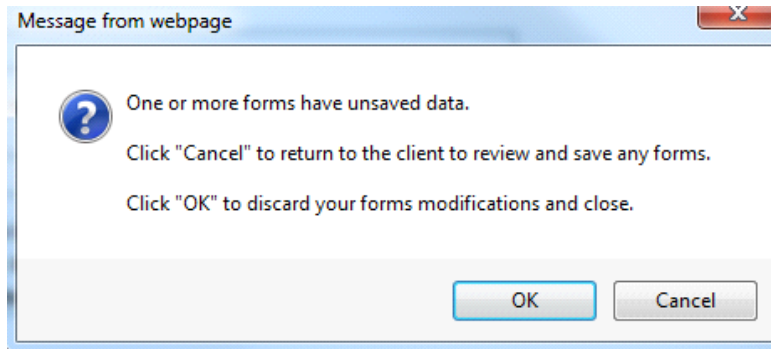 Message from webpage
One or more forms have unsaved data.
Click "Cancel" to return to the client to review and save any forms.
Click "OK" to discard your forms modifications and close.
OK
Cancel